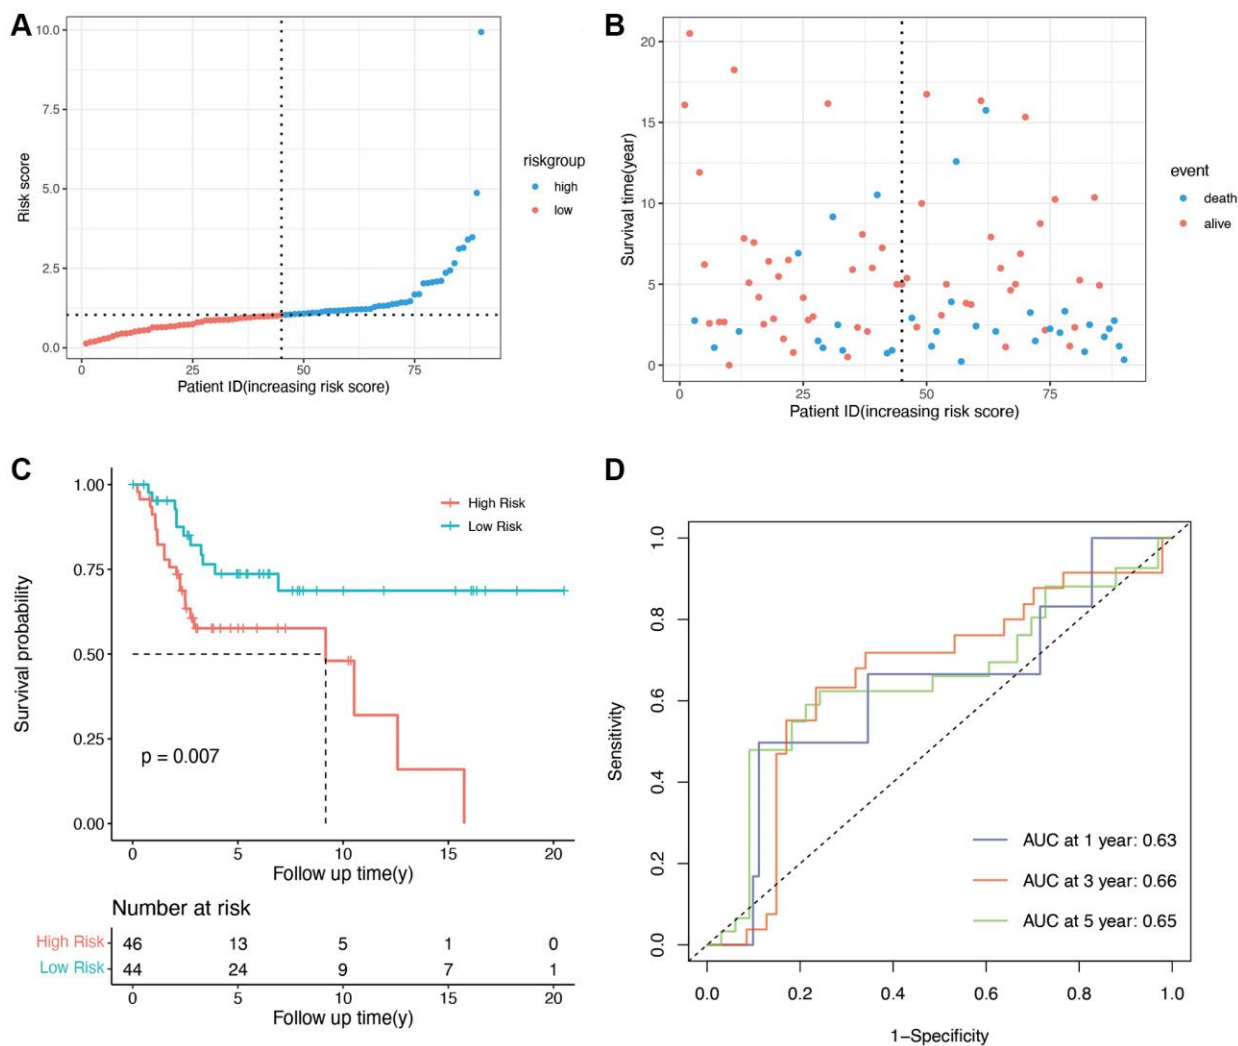 A
10.0
7.5
5.0
2.5
0.0
Risk score
0
25
50
75
Patient ID(increasing risk score)
riskgroup
high
low
B
20
15
10
5
0
Survival time(year)
0
25
50
75
Patient ID(increasing risk score)
event
death
alive
C
1.00
0.75
0.50
0.25
0.00
Survival probability
High Risk
Low Risk
p = 0.007
0 5 10 15 20
Follow up time(y)
Number at risk
High Risk 46 13 5 1 0
Low Risk 44 24 9 7 1
0 5 10 15 20
Follow up time(y)
D
1.0
0.8
0.6
0.4
0.2
0.0
Sensitivity
AUC at 1 year: 0.63
AUC at 3 year: 0.66
AUC at 5 year: 0.65
0.0 0.2 0.4 0.6 0.8 1.0
1−Specificity